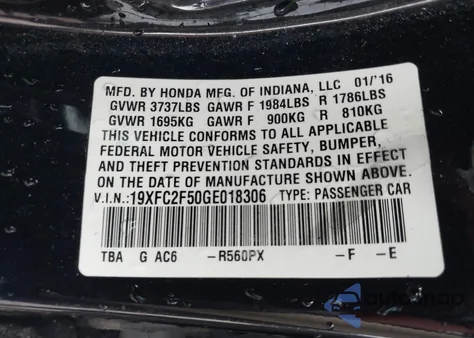 MFD. BY HONDA MFG. OF INDIANA, LLC 01/'16
GVWR 3737LBS GAWR F 1984LBS R 1786LBS
GVWR 1695KG GAWR F 900KG R 810KG
THIS VEHICLE CONFORMS TO ALL APPLICABLE
FEDERAL MOTOR VEHICLE SAFETY, BUMPER,
AND THEFT PREVENTION STANDARDS IN EFFECT
ON THE DATE OF MANUFACTURE SHOWN ABOVE.
V.I.N.:19XFC2F50GE018306 TYPE: PASSENGER CAR
TBA G AC6 –R560PX –F –E